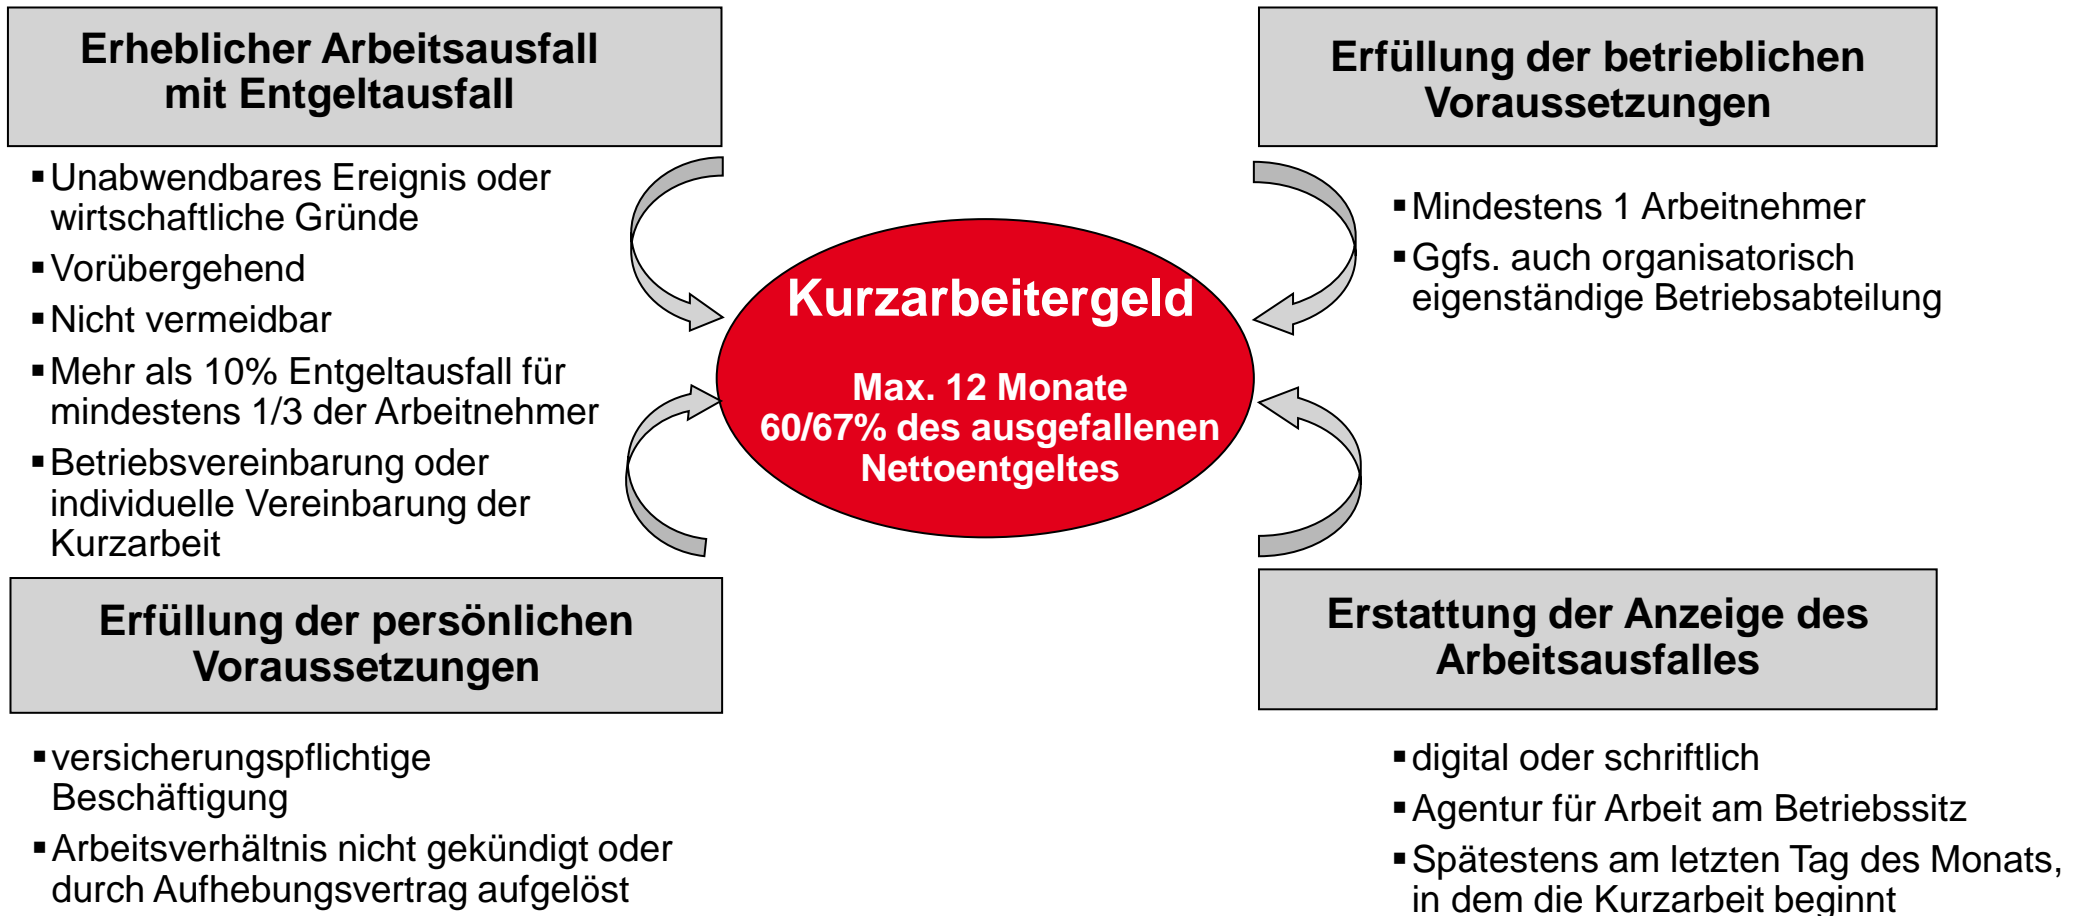 Erheblicher Arbeitsausfall
mit Entgeltausfall
▪Unabwendbares Ereignis oder
wirtschaftliche Gründe
▪Vorübergehend
▪Nicht vermeidbar
▪Mehr als 10% Entgeltausfall für
mindestens 1/3 der Arbeitnehmer
▪Betriebsvereinbarung oder
individuelle Vereinbarung der
Kurzarbeit
Erfüllung der betrieblichen
Voraussetzungen
▪Mindestens 1 Arbeitnehmer
▪Ggfs. auch organisatorisch
eigenständige Betriebsabteilung
Kurzarbeitergeld
Max. 12 Monate
60/67% des ausgefallenen
Nettoentgeltes
Erfüllung der persönlichen
Voraussetzungen
▪versicherungspflichtige
Beschäftigung
▪Arbeitsverhältnis nicht gekündigt oder
durch Aufhebungsvertrag aufgelöst
Erstattung der Anzeige des
Arbeitsausfalles
▪digital oder schriftlich
▪Agentur für Arbeit am Betriebssitz
▪Spätestens am letzten Tag des Monats,
in dem die Kurzarbeit beginnt